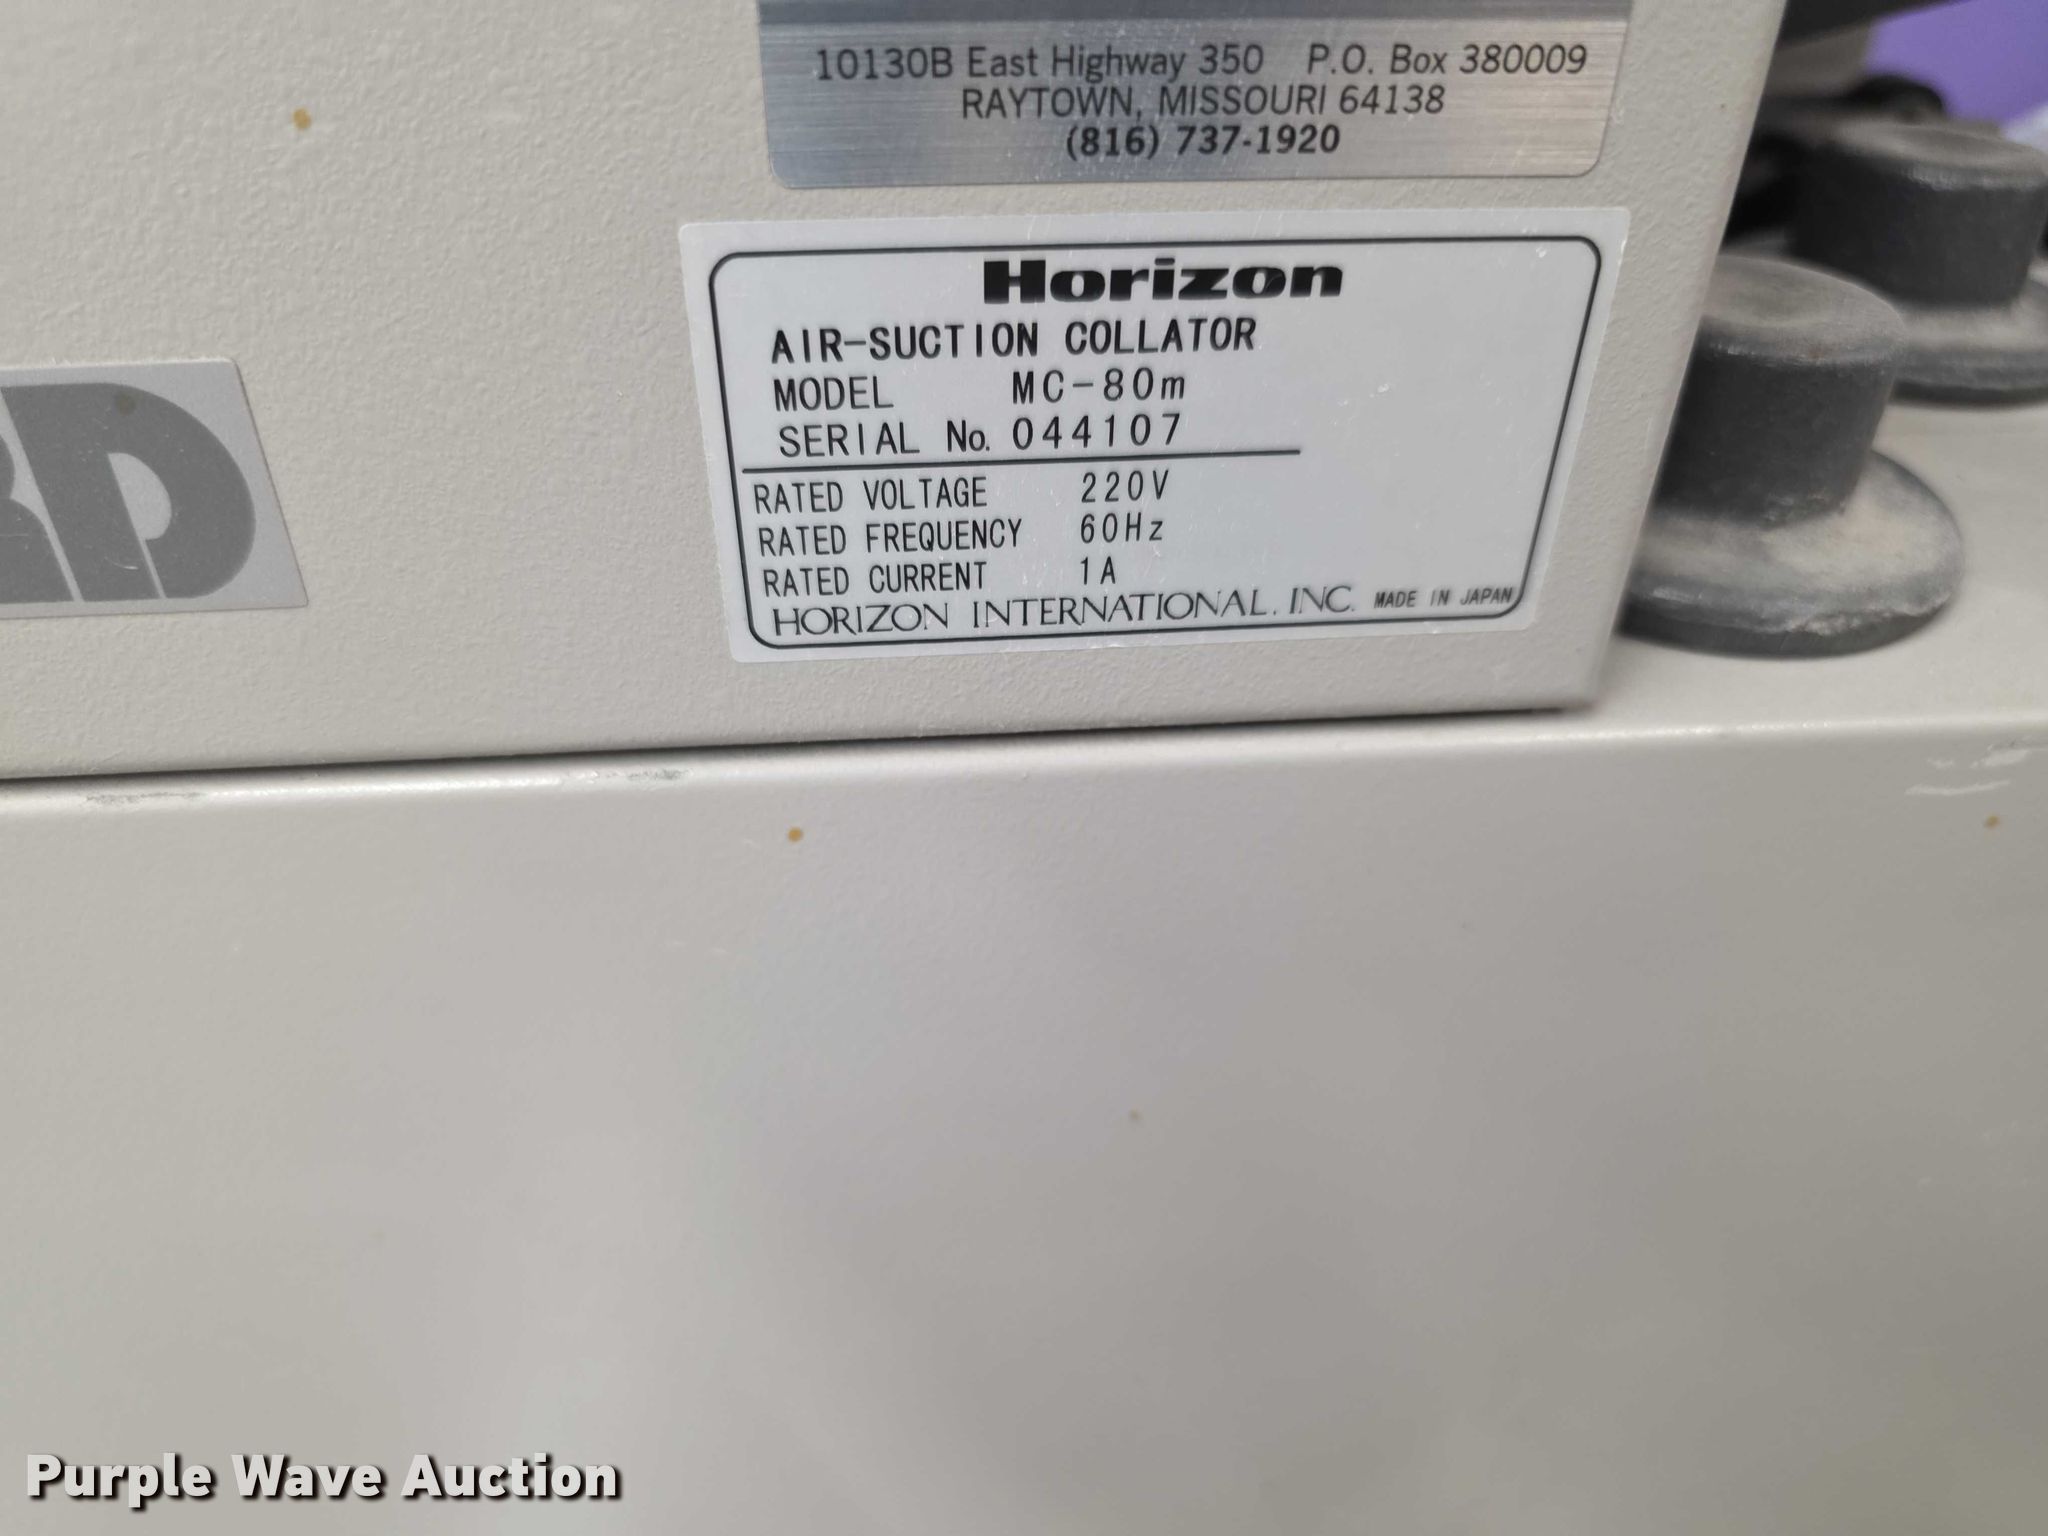 10130B East Highway 350 P.O. Box 380009
RAYTOWN, MISSOURI 64138
(816) 737-1920
RD
Horizon
AIR-SUCTION COLLATOR
MODEL MC-80m
SERIAL No. 044107
RATED VOLTAGE 220V
RATED FREQUENCY 60Hz
RATED CURRENT 1A
HORIZON INTERNATIONAL. INC. MADE IN JAPAN
Purple Wave Auction